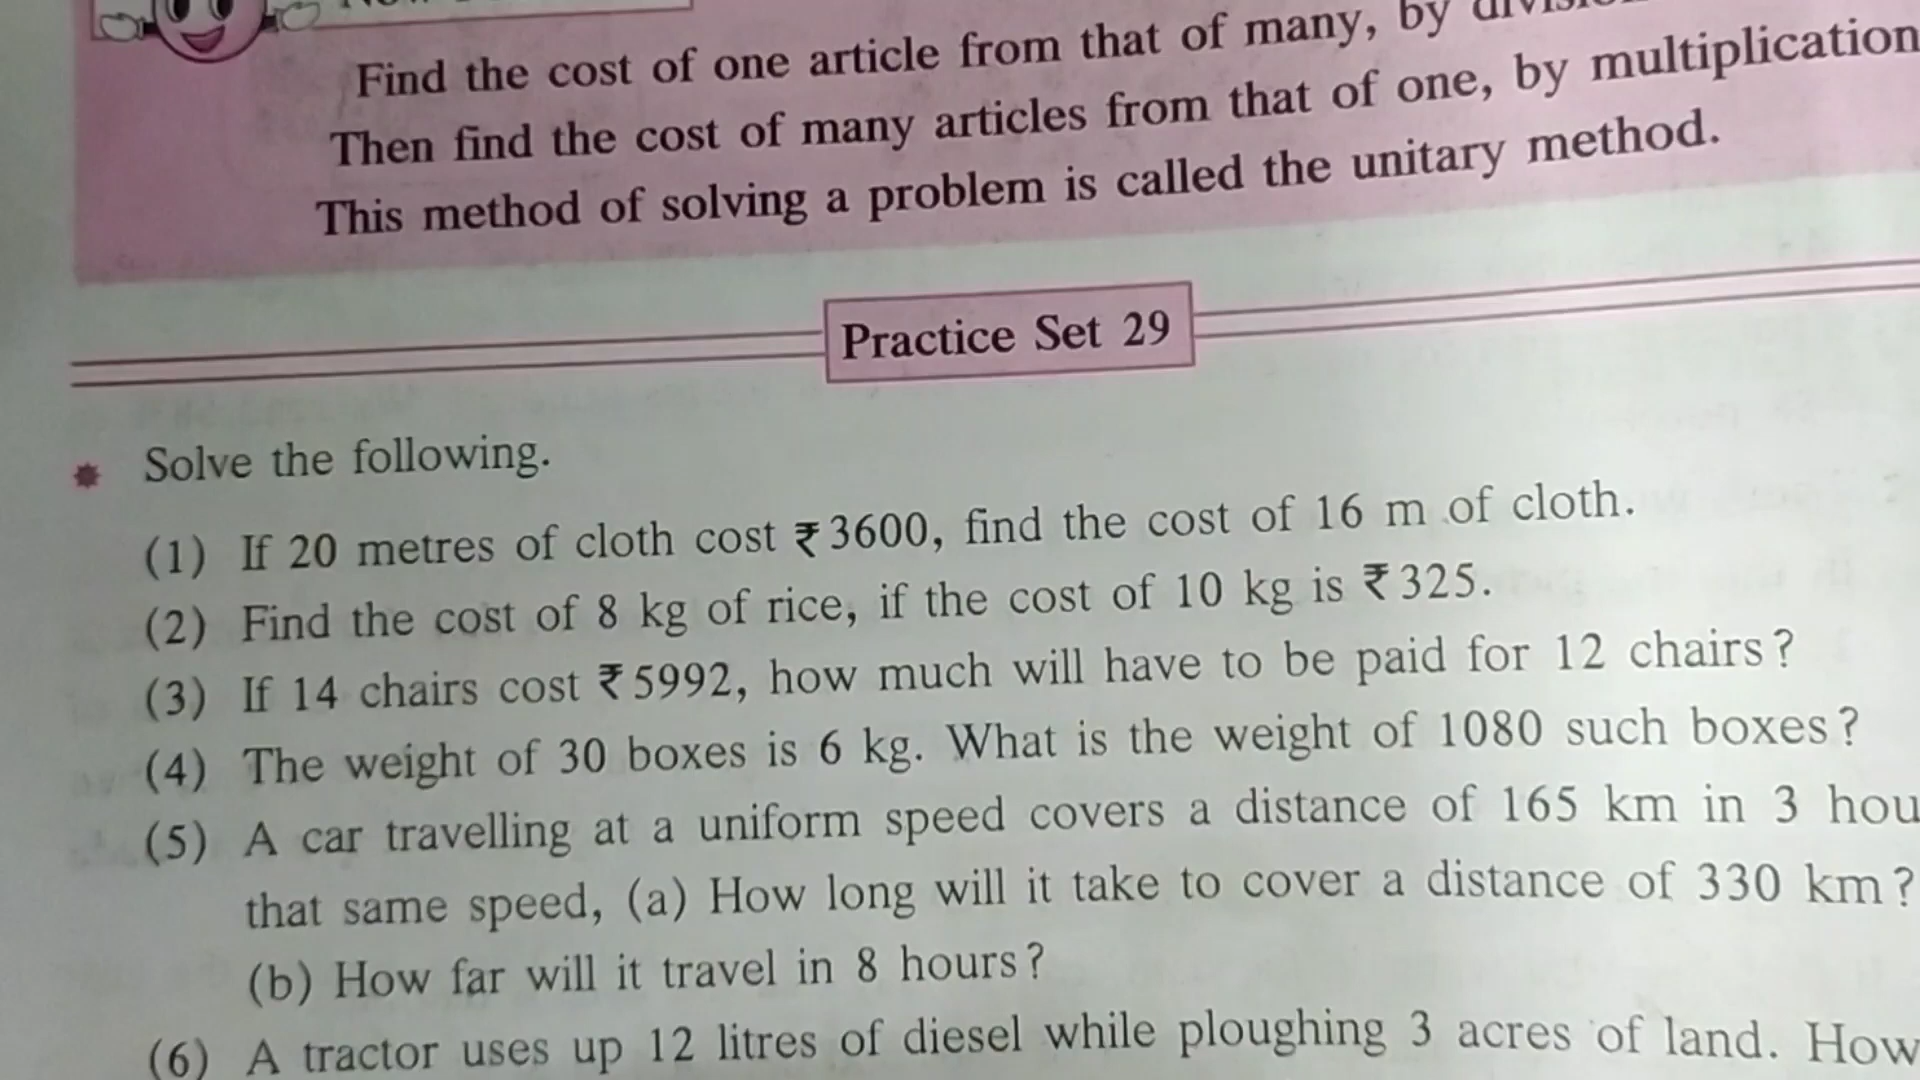 Find the cost of one article from that of many, by
Then find the cost of many articles from that of one, by multiplication
This method of solving a problem is called the unitary method.
Practice Set 29
Solve the following.
(1) If 20 metres of cloth cost ₹3600, find the cost of 16 m of cloth.
(2) Find the cost of 8 kg of rice, if the cost of 10 kg is ₹325.
(3) If 14 chairs cost ₹5992, how much will have to be paid for 12 chairs?
(4) The weight of 30 boxes is 6 kg. What is the weight of 1080 such boxes?
(5) A car travelling at a uniform speed covers a distance of 165 km in 3 hou
that same speed, (a) How long will it take to cover a distance of 330 km?
(b) How far will it travel in 8 hours?
(6) A tractor uses up 12 litres of diesel while ploughing 3 acres of land. How